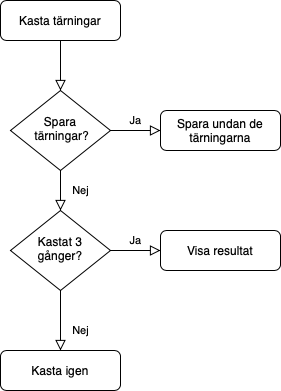 Kasta tärningar
Spara
tärningar?
Ja
Spara undan de
tärningarna
Nej
Kastat 3
gånger?
Ja
Visa resultat
Nej
Kasta igen